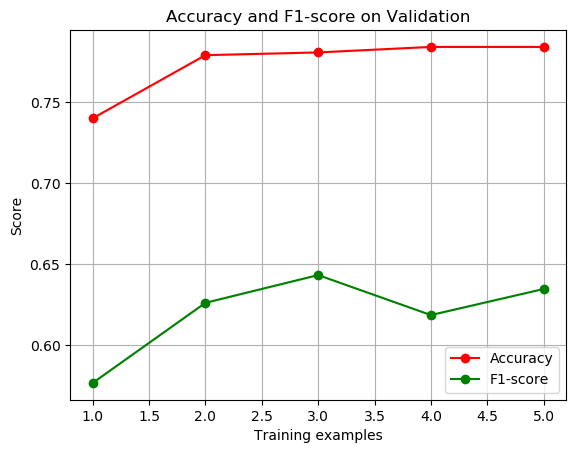 Accuracy and F1-score on Validation
Score
0.75
0.70
0.65
0.60
Accuracy
F1-score
1.0 1.5 2.0 2.5 3.0 3.5 4.0 4.5 5.0
Training examples